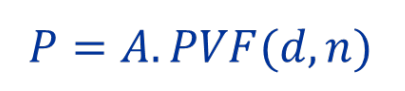 P = A. PVF(d,n)